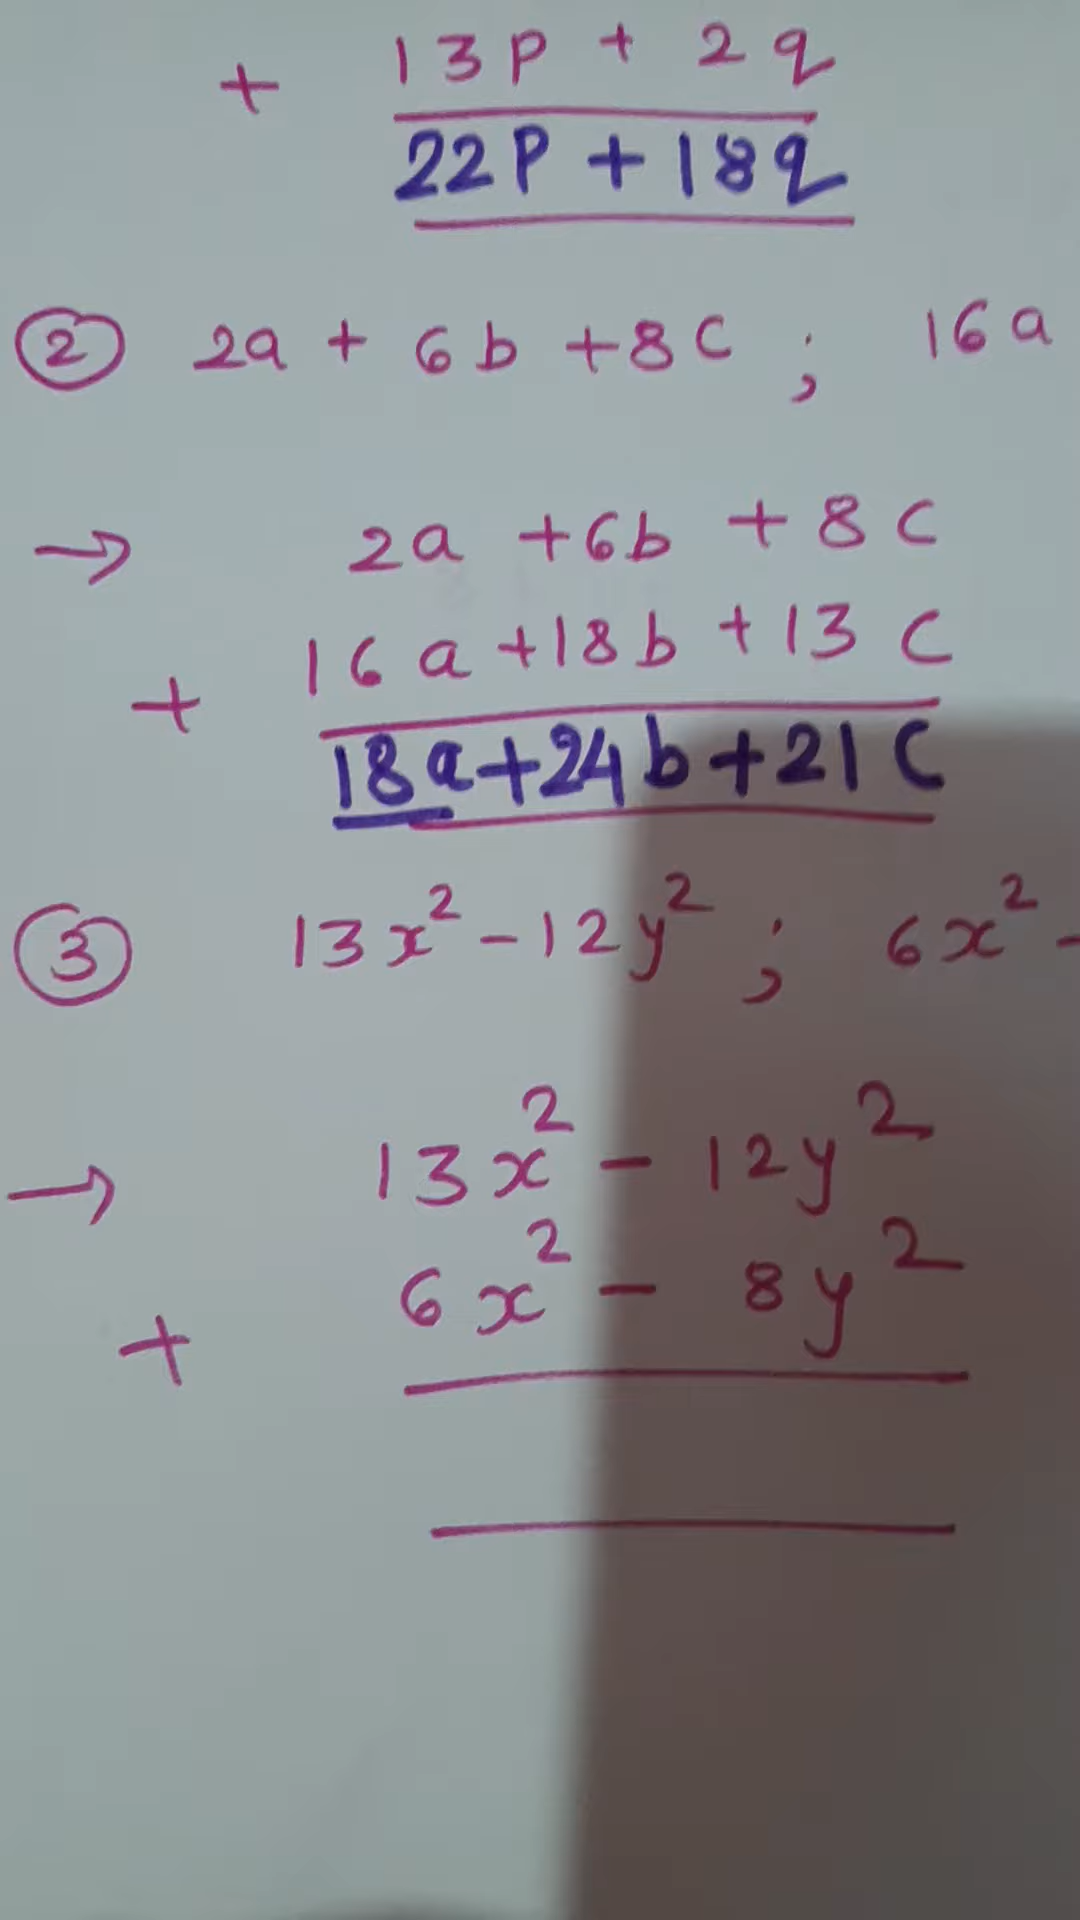 + 13p + 2q
22p + 18q
② 2a + 6b + 8c ; 16a
→ 2a + 6b + 8c
+ 16a + 18b + 13c
18a + 24b + 21c
③ 13x² - 12y² ; 6x² -
→ 13x² - 12y²
+ 6x² - 8y²